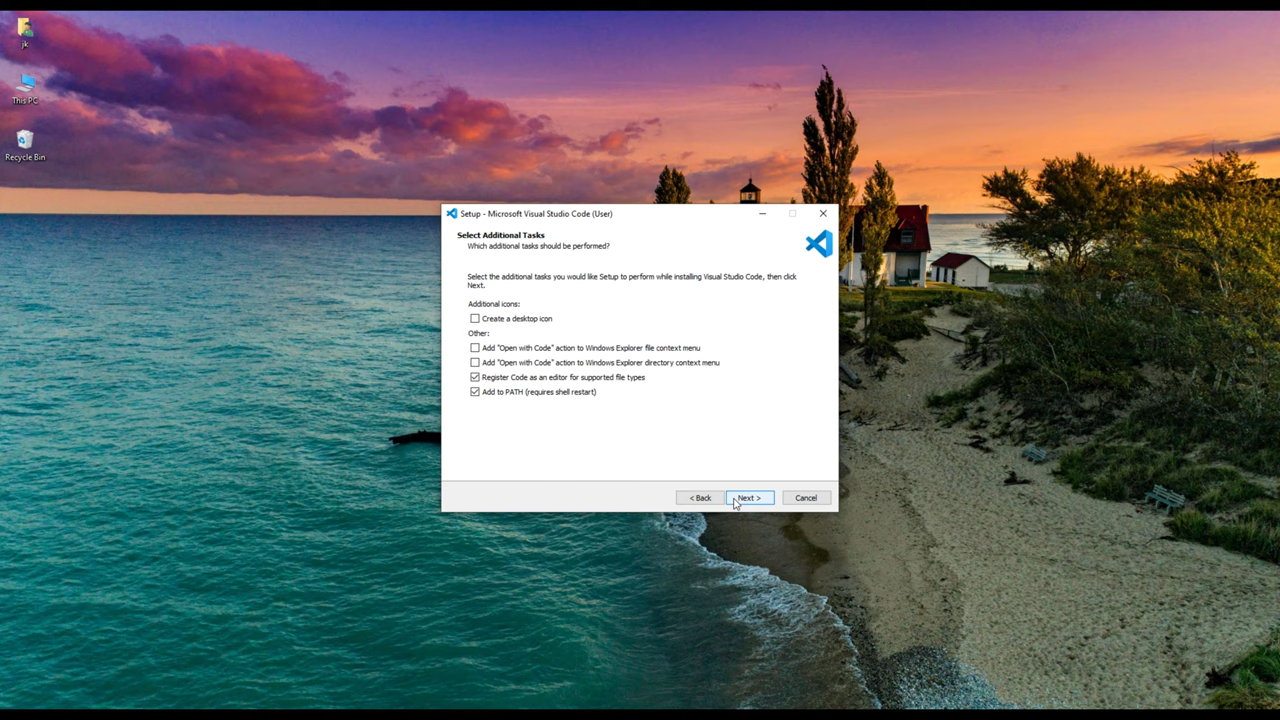 jk
This PC
Recycle Bin
Setup - Microsoft Visual Studio Code (User)
Select Additional Tasks
Which additional tasks should be performed?
Select the additional tasks you would like Setup to perform while installing Visual Studio Code, then click
Next.
Additional icons:
Create a desktop icon
Other:
Add "Open with Code" action to Windows Explorer file context menu
Add "Open with Code" action to Windows Explorer directory context menu
Register Code as an editor for supported file types
Add to PATH (requires shell restart)
< Back
Next >
Cancel